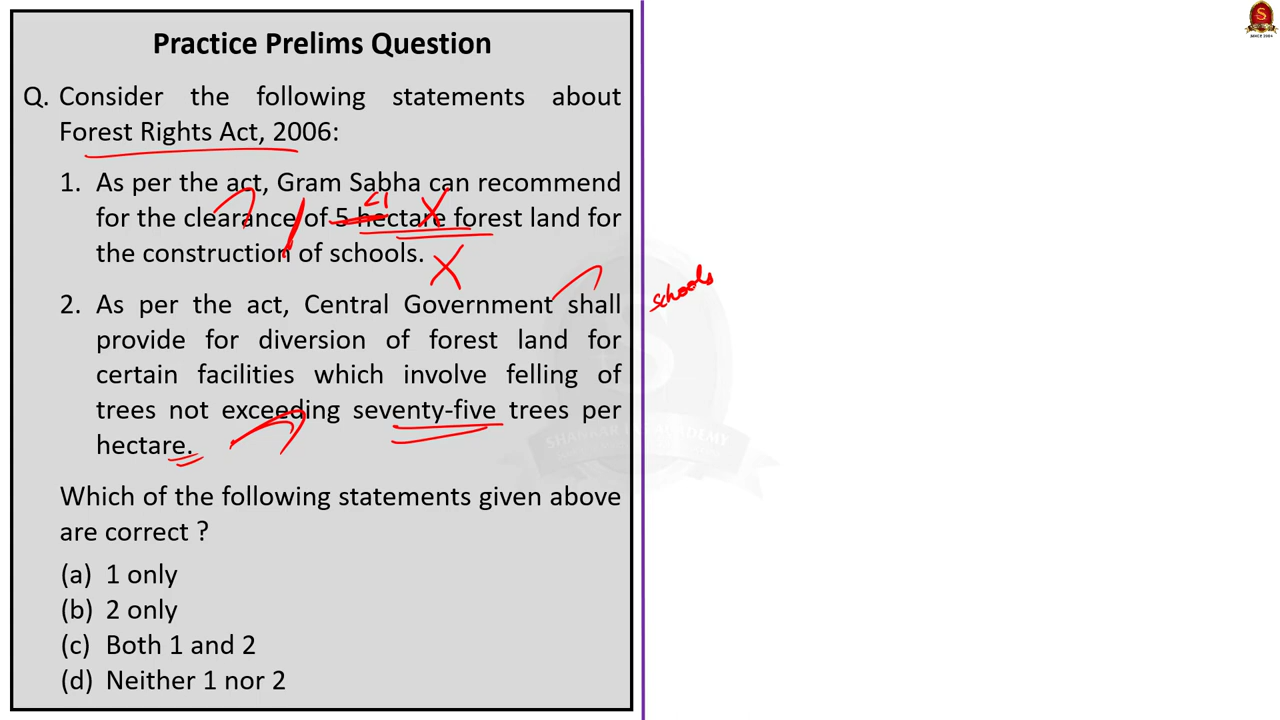 Practice Prelims Question
Q. Consider the following statements about
Forest Rights Act, 2006:
1. As per the act, Gram Sabha can recommend
<1
for the clearance of 5 hectare forest land for
the construction of schools.
2. As per the act, Central Government shall
schools
provide for diversion of forest land for
certain facilities which involve felling of
trees not exceeding seventy-five trees per
hectare.
Which of the following statements given above
are correct ?
(a) 1 only
(b) 2 only
(c) Both 1 and 2
(d) Neither 1 nor 2
S
SINCE 2004